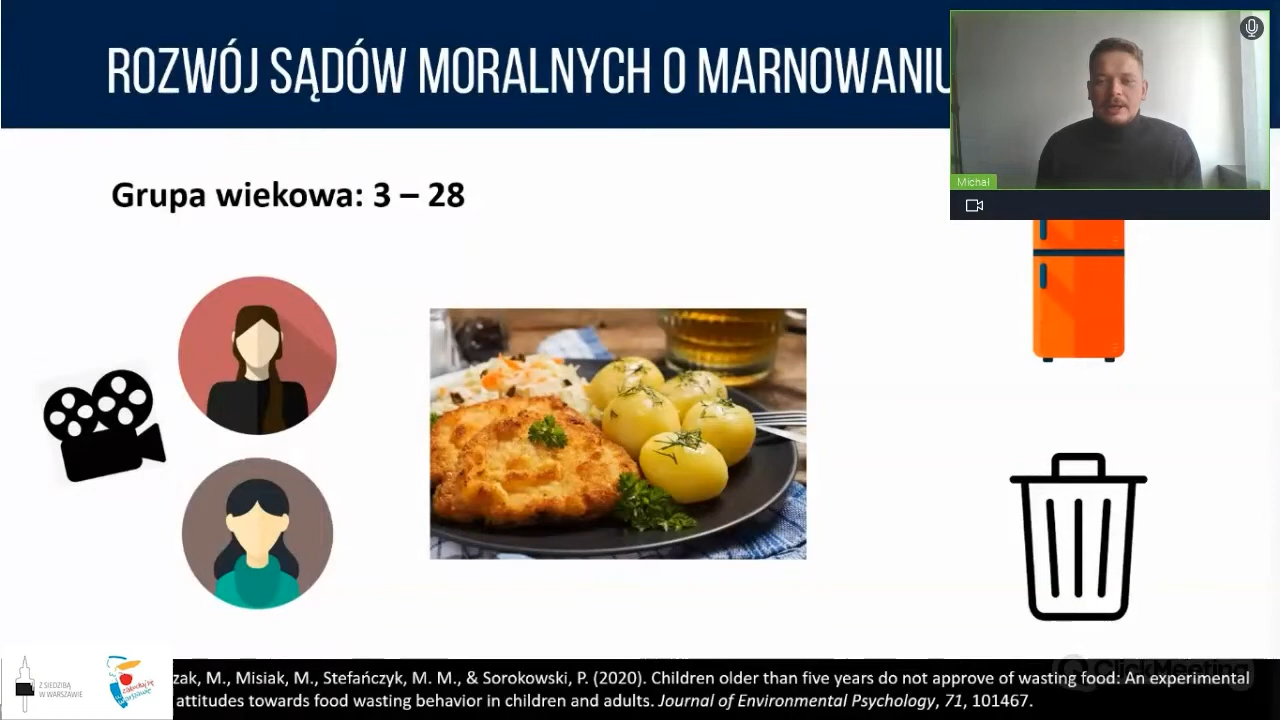 ROZWÓJ SĄDÓW MORALNYCH O MARNOWANIU
Michał
Grupa wiekowa: 3 – 28
Z SIEDZIBĄ
W WARSZAWIE
zak, M., Misiak, M., Stefańczyk, M. M., & Sorokowski, P. (2020). Children older than five years do not approve of wasting food: An experimental
attitudes towards food wasting behavior in children and adults. Journal of Environmental Psychology, 71, 101467.
ClickMeeting